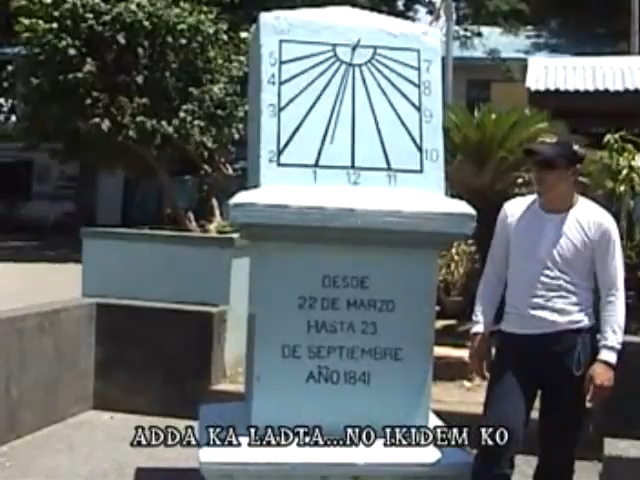 5 7
4 8
3 9
2 10
1 12 11
DESDE
22 DE MARZO
HASTA 23
DE SEPTIEMBRE
AÑO 1841
ADDA KA LADTA...NO IKIDEM KO